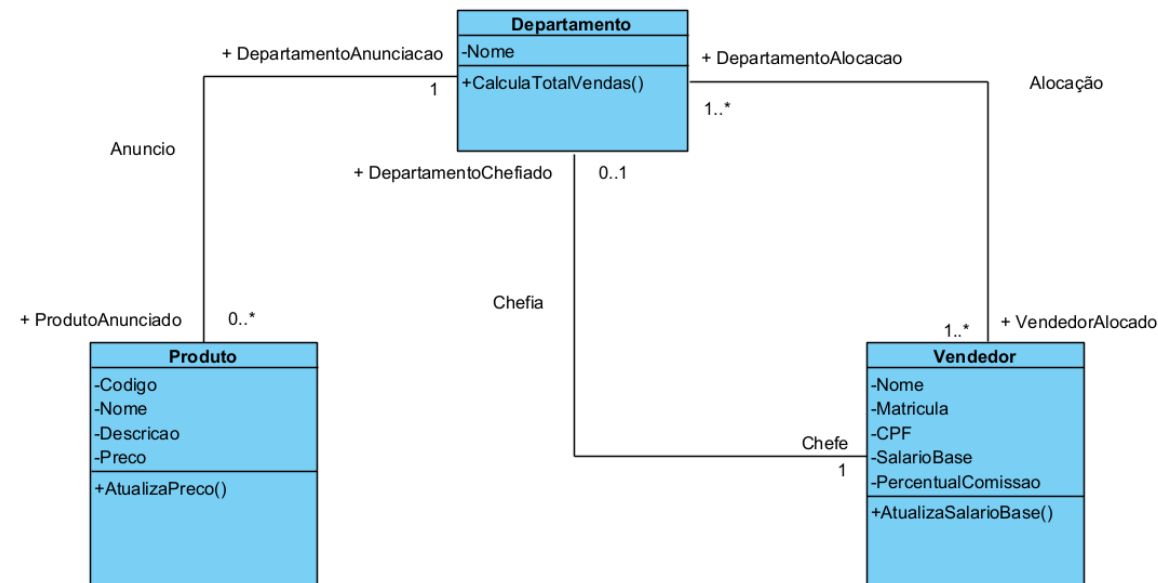 Departamento
-Nome
+CalculaTotalVendas()
+ DepartamentoAnunciacao
1
+ DepartamentoAlocacao
1..*
Alocação
Anuncio
+ DepartamentoChefiado
0..1
Chefia
+ ProdutoAnunciado
0..*
1..*
+ VendedorAlocado
Produto
-Codigo
-Nome
-Descricao
-Preco
+AtualizaPreco()
Chefe
1
Vendedor
-Nome
-Matricula
-CPF
-SalarioBase
-PercentualComissao
+AtualizaSalarioBase()